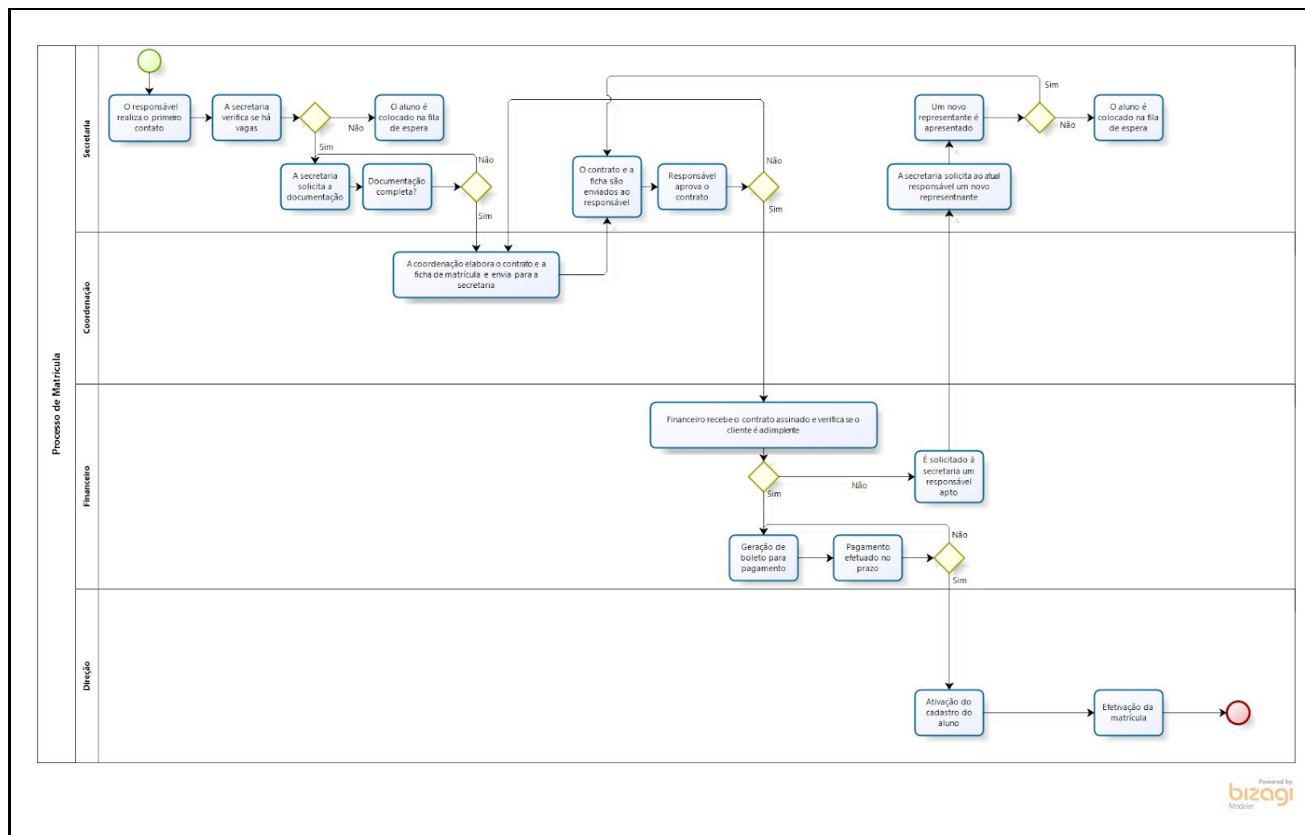 Processo de Matrícula
Secretaria
O responsável
realiza o primeiro
contato
A secretaria
verifica se há
vagas
Não
Sim
O aluno é
colocado na fila
de espera
A secretaria
solicita a
documentação
Documentação
completa?
Não
Sim
O contrato e a
ficha são
enviados ao
responsável
Responsável
aprova o
contrato
Não
Sim
Um novo
representante é
apresentado
Sim
Não
O aluno é
colocado na fila
de espera
A secretaria solicita ao atual
responsável um novo
representnante
Coordenação
A coordenação elabora o contrato e a
ficha de matrícula e envia para a
secretaria
Financeiro
Financeiro recebe o contrato assinado e verifica se o
cliente é adimplente
Sim
Não
É solicitado à
secretaria um
responsável
apto
Geração de
boleto para
pagamento
Pagamento
efetuado no
prazo
Não
Sim
Direção
Ativação do
cadastro do
aluno
Efetivação da
matrícula
Powered by
bizagi
Modeler